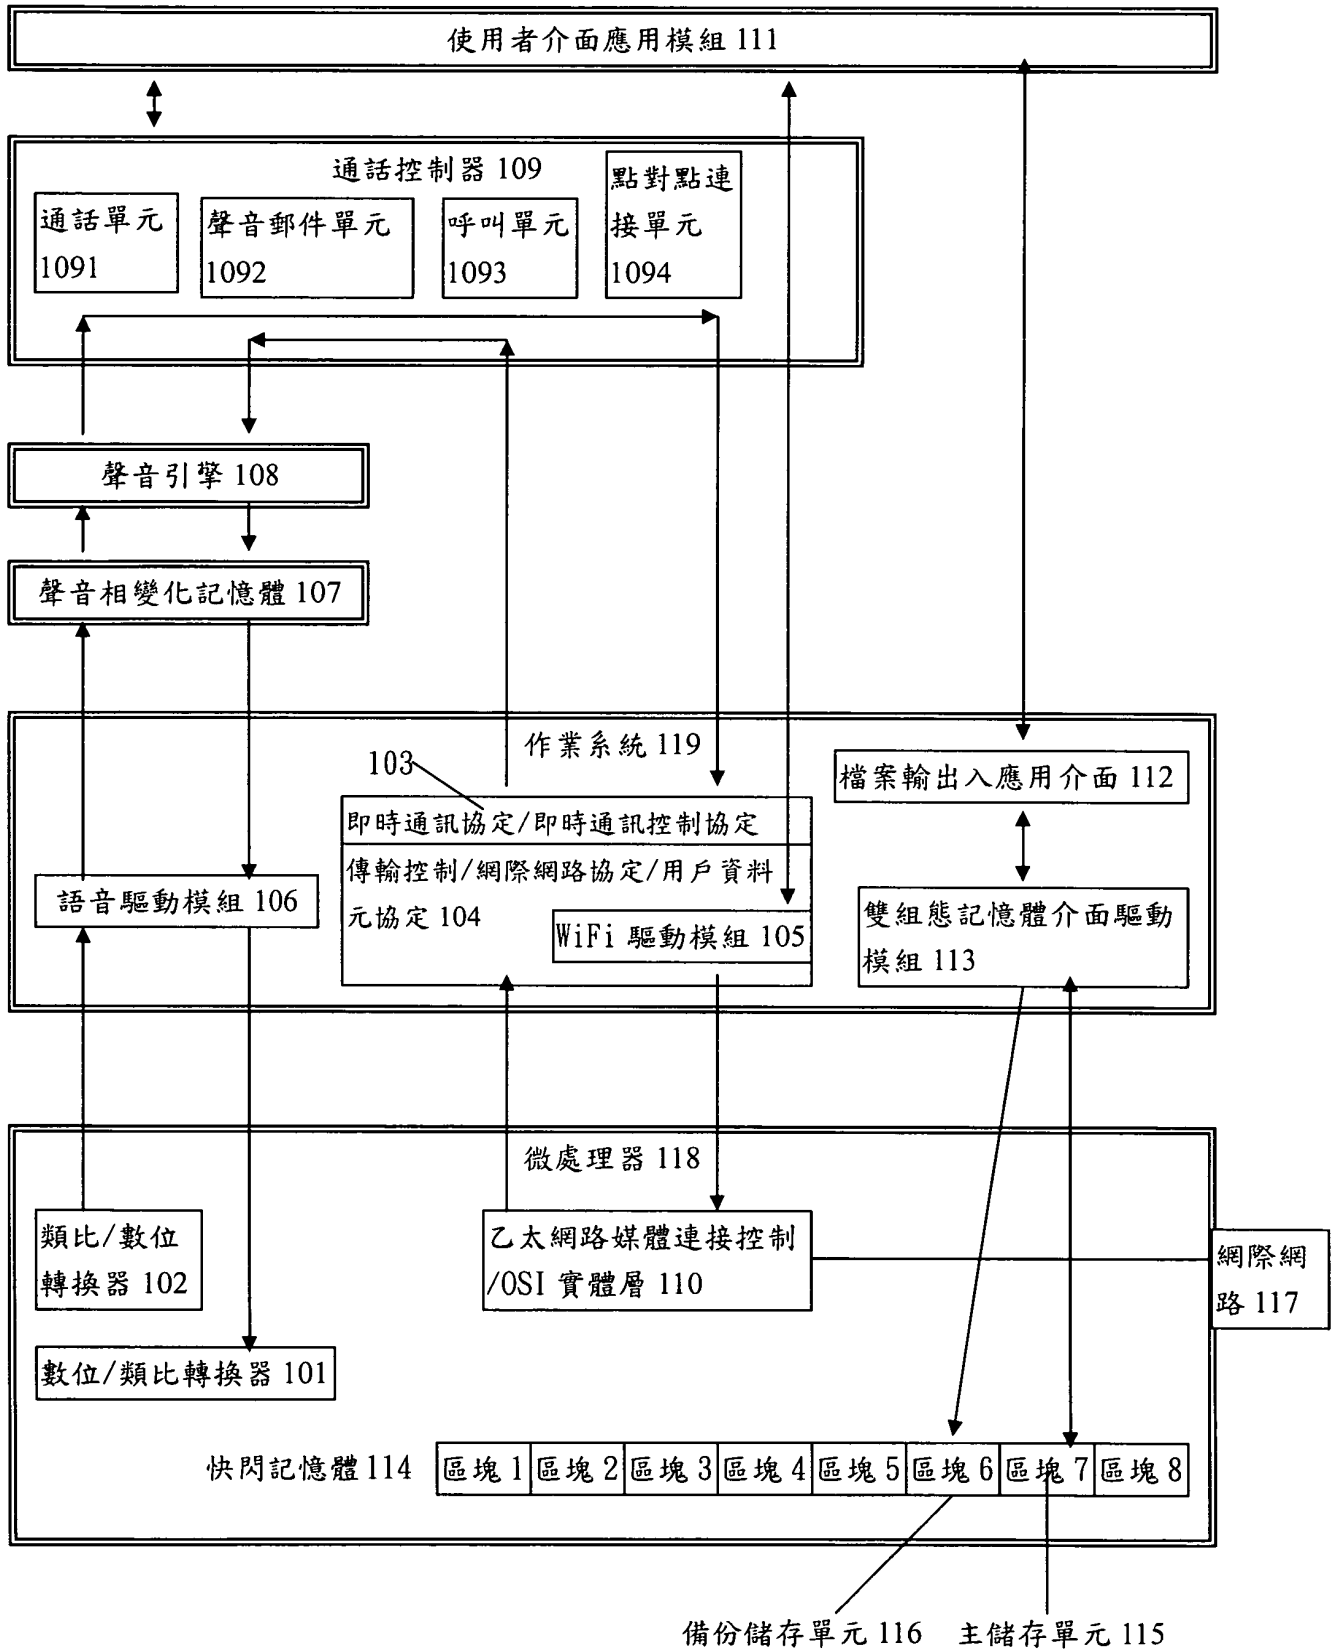 使用者介面應用模組 111
通話控制器 109
通話單元
1091
聲音郵件單元
1092
呼叫單元
1093
點對點連
接單元
1094
聲音引擎 108
聲音相變化記憶體 107
作業系統 119
103
即時通訊協定/即時通訊控制協定
傳輸控制/網際網路協定/用戶資料
元協定 104
WiFi 驅動模組 105
語音驅動模組 106
檔案輸出入應用介面 112
雙組態記憶體介面驅動
模組 113
微處理器 118
類比/數位
轉換器 102
乙太網路媒體連接控制
/OSI 實體層 110
網際網
路 117
數位/類比轉換器 101
快閃記憶體 114
區塊 1
區塊 2
區塊 3
區塊 4
區塊 5
區塊 6
區塊 7
區塊 8
備份儲存單元 116
主儲存單元 115